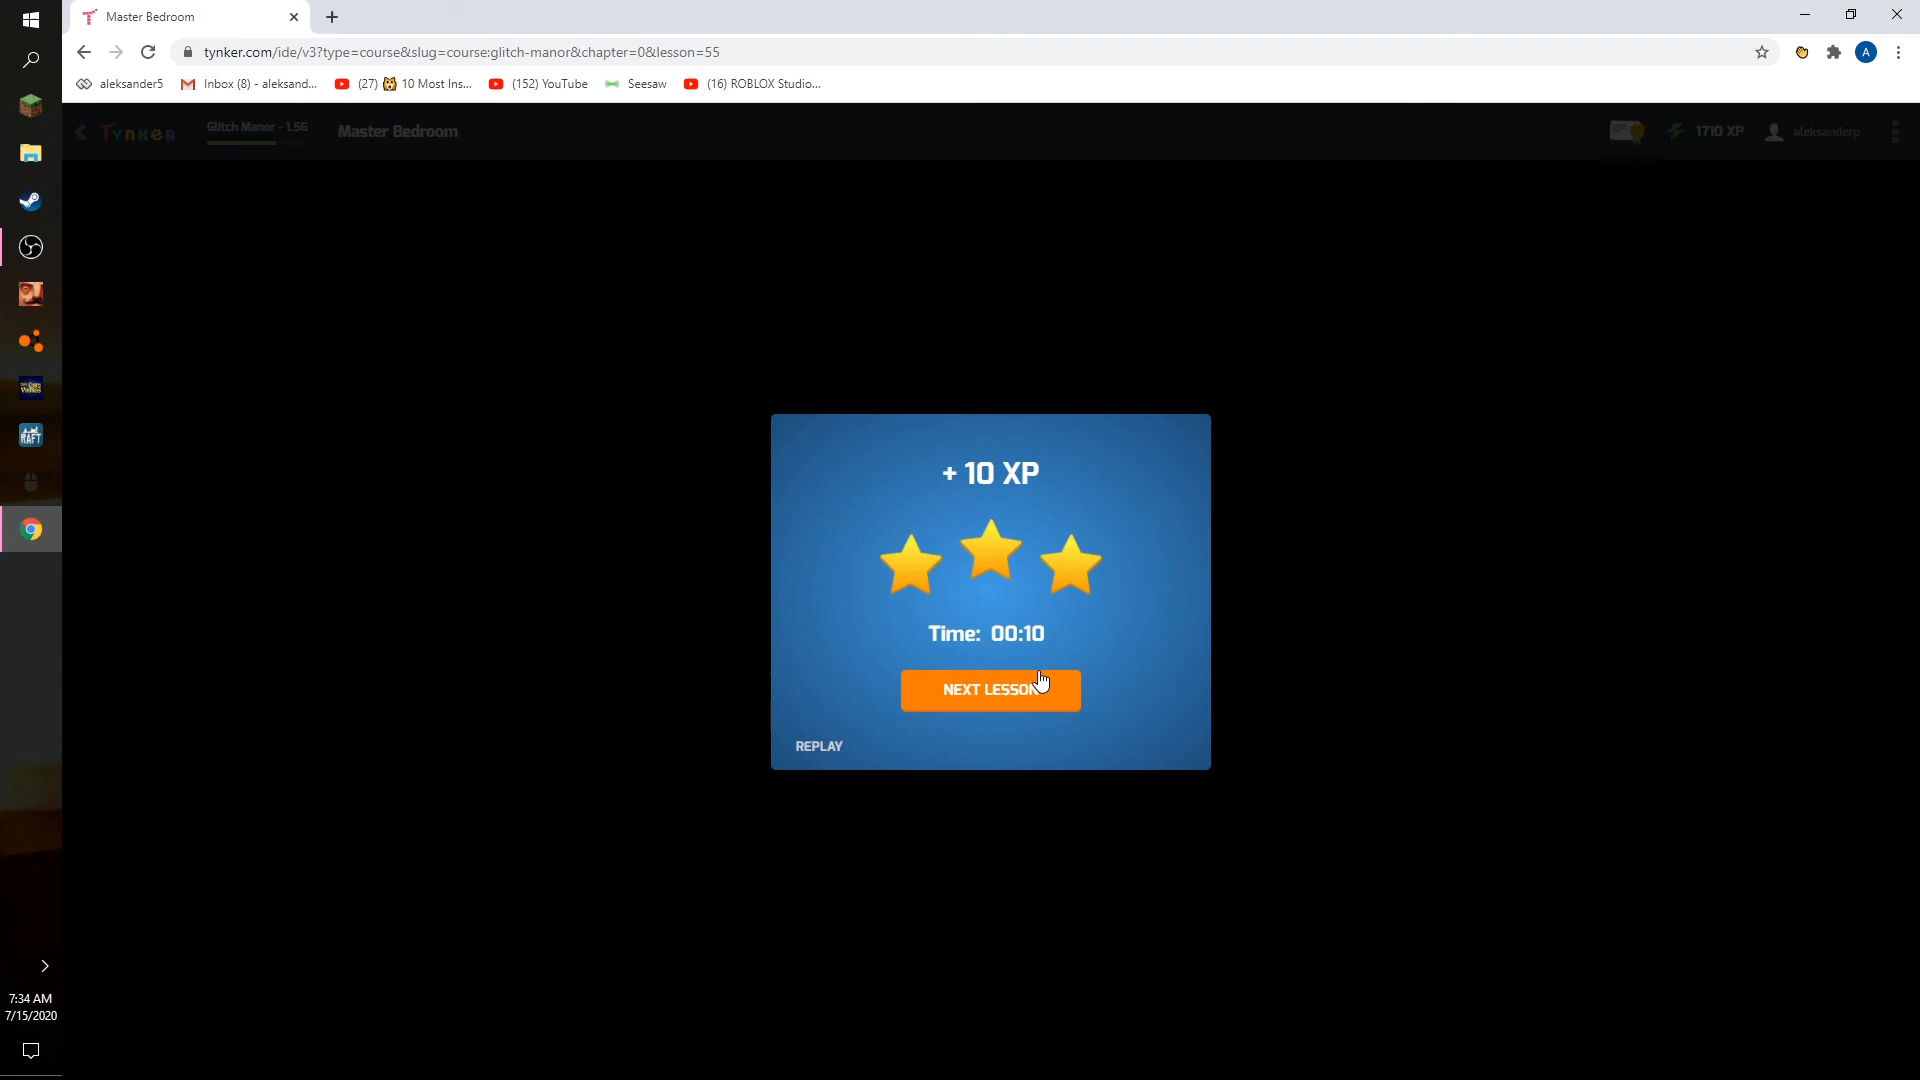 Master Bedroom
tynker.com/ide/v3?type=course&slug=course:glitch-manor&chapter=0&lesson=55
A
aleksander5
Inbox (8) - aleksand...
(27) 🐯 10 Most Ins...
(152) YouTube
Seesaw
(16) ROBLOX Studio...
TYNKER
Glitch Manor - 1.56
Master Bedroom
1710 XP
aleksanderp
RAFT
+ 10 XP
Time: 00:10
NEXT LESSON
REPLAY
7:34 AM
7/15/2020